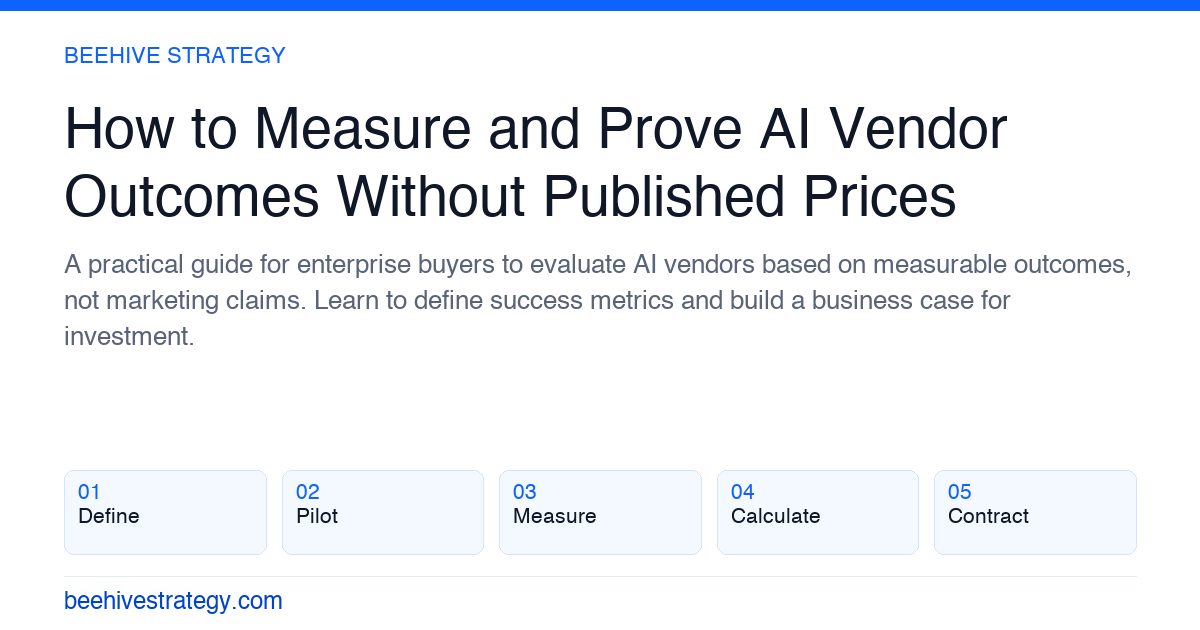 BEEHIVE STRATEGY
How to Measure and Prove AI Vendor
Outcomes Without Published Prices
A practical guide for enterprise buyers to evaluate AI vendors based on measurable outcomes,
not marketing claims. Learn to define success metrics and build a business case for
investment.
01
Define
02
Pilot
03
Measure
04
Calculate
05
Contract
beehivestrategy.com